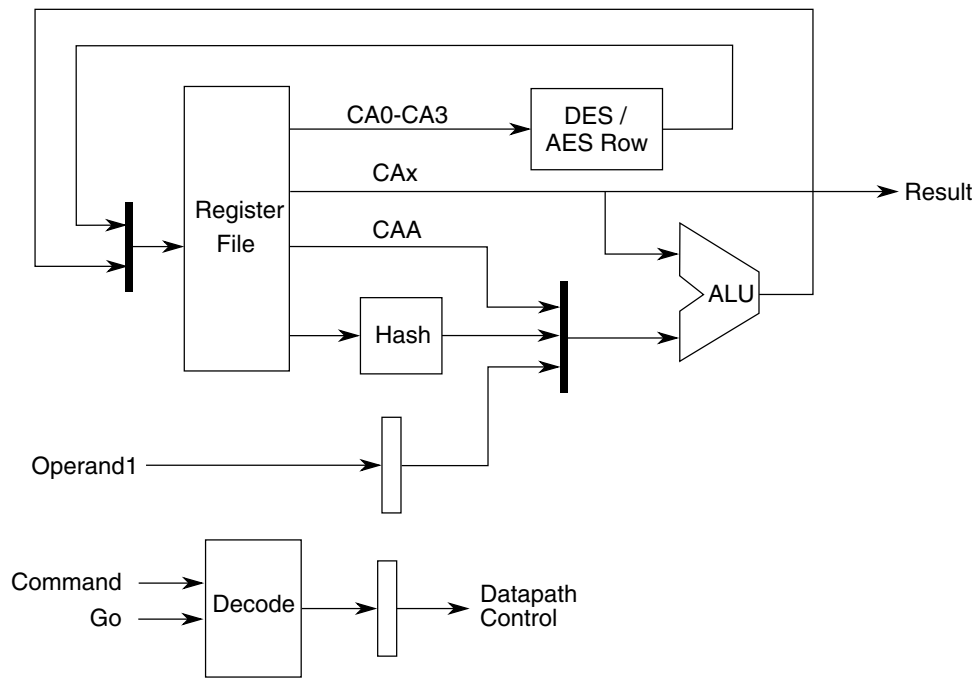 CA0-CA3
DES /
AES Row
CAx
Result
Register
File
CAA
ALU
Hash
Operand1
Command
Go
Decode
Datapath
Control